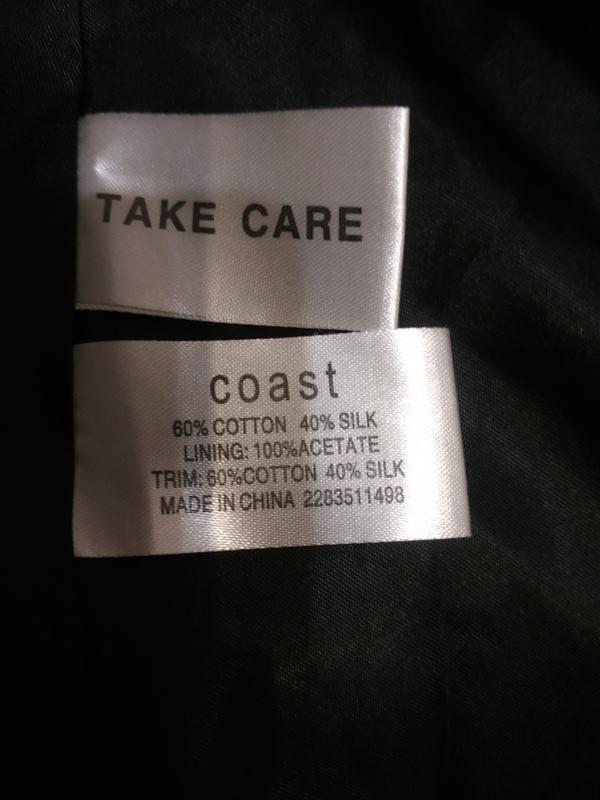 TAKE CARE
coast
60% COTTON 40% SILK
LINING: 100%ACETATE
TRIM: 60%COTTON 40% SILK
MADE IN CHINA 2283511498